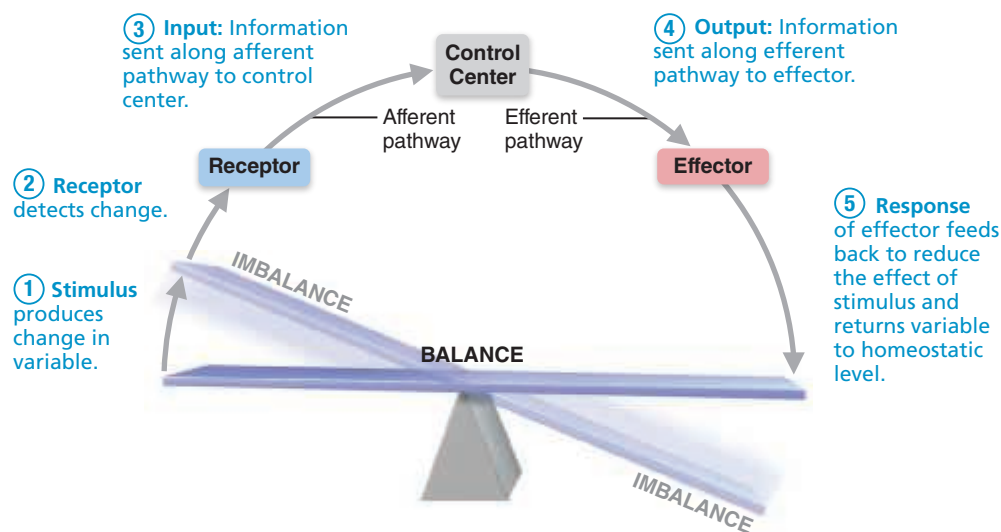 3 Input: Information
sent along afferent
pathway to control
center.
Control
Center
4 Output: Information
sent along efferent
pathway to effector.
Afferent
pathway
Efferent
pathway
Receptor
Effector
2 Receptor
detects change.
1 Stimulus
produces
change in
variable.
IMBALANCE
BALANCE
5 Response
of effector feeds
back to reduce
the effect of
stimulus and
returns variable
to homeostatic
level.
IMBALANCE